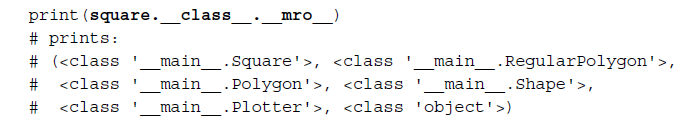 print(square.__class__.__mro__)
# prints:
# (<class '__main__.Square'>, <class '__main__.RegularPolygon'>,
#  <class '__main__.Polygon'>, <class '__main__.Shape'>,
#  <class '__main__.Plotter'>, <class 'object'>)